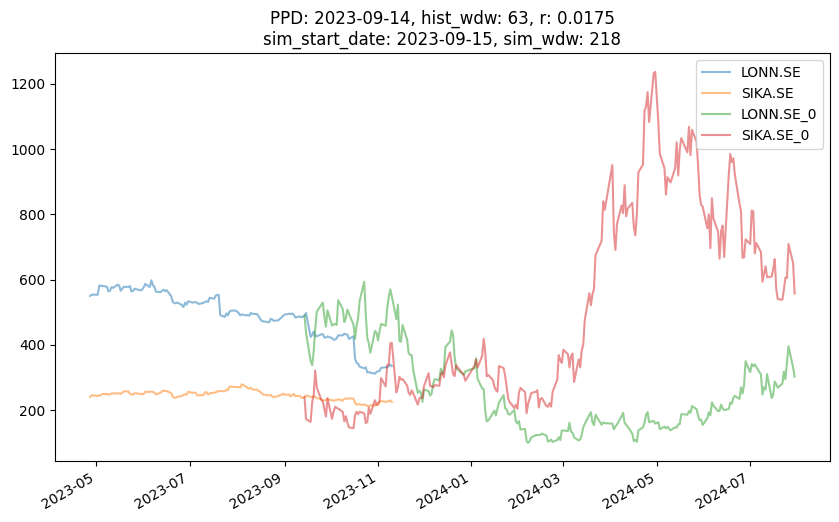 PPD: 2023-09-14, hist_wdw: 63, r: 0.0175
sim_start_date: 2023-09-15, sim_wdw: 218
LONN.SE
SIKA.SE
LONN.SE_0
SIKA.SE_0
1200
1000
800
600
400
200
2023-05
2023-07
2023-09
2023-11
2024-01
2024-03
2024-05
2024-07